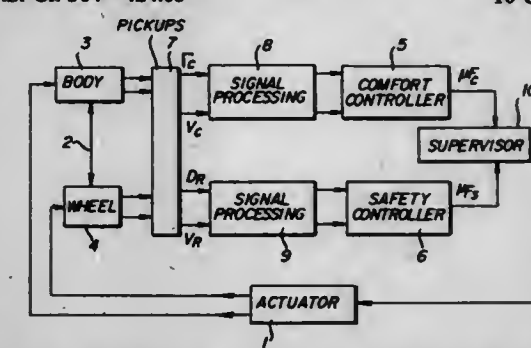 PICKUPS
3
7
Γc
8
5
BODY
SIGNAL PROCESSING
COMFORT CONTROLLER
μFc
10
Vc
2
SUPERVISOR
DR
μFs
WHEEL
SIGNAL PROCESSING
SAFETY CONTROLLER
4
VR
9
6
ACTUATOR
1